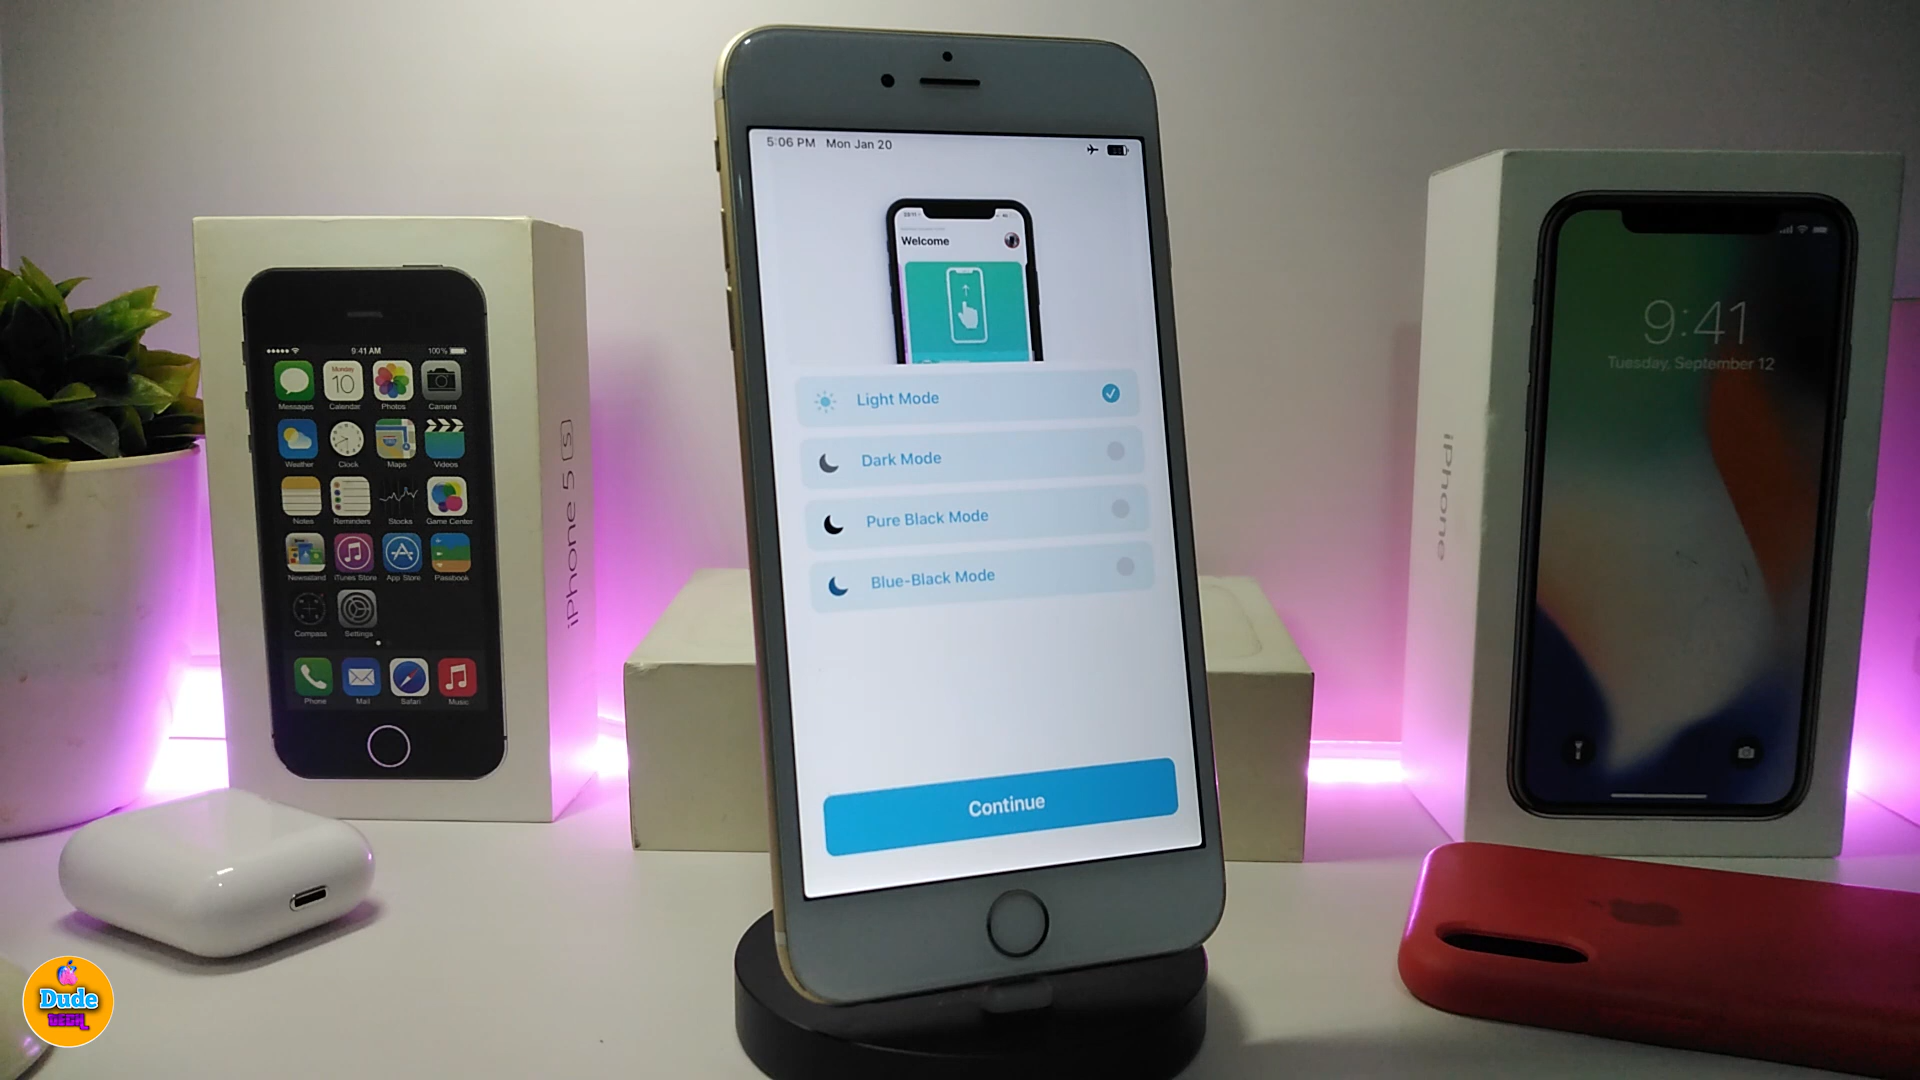 5:06 PM Mon Jan 20
Welcome
Light Mode
Dark Mode
Pure Black Mode
Blue-Black Mode
Continue
9:41 AM 100%
Monday
10
Messages Calendar Photos Camera
Weather Clock Maps Videos
Notes Reminders Stocks Game Center
Newsstand iTunes Store App Store Passbook
Compass Settings
Phone Mail Safari Music
iPhone 5 s
iPhone
9:41
Tuesday, September 12
Dude
TECH